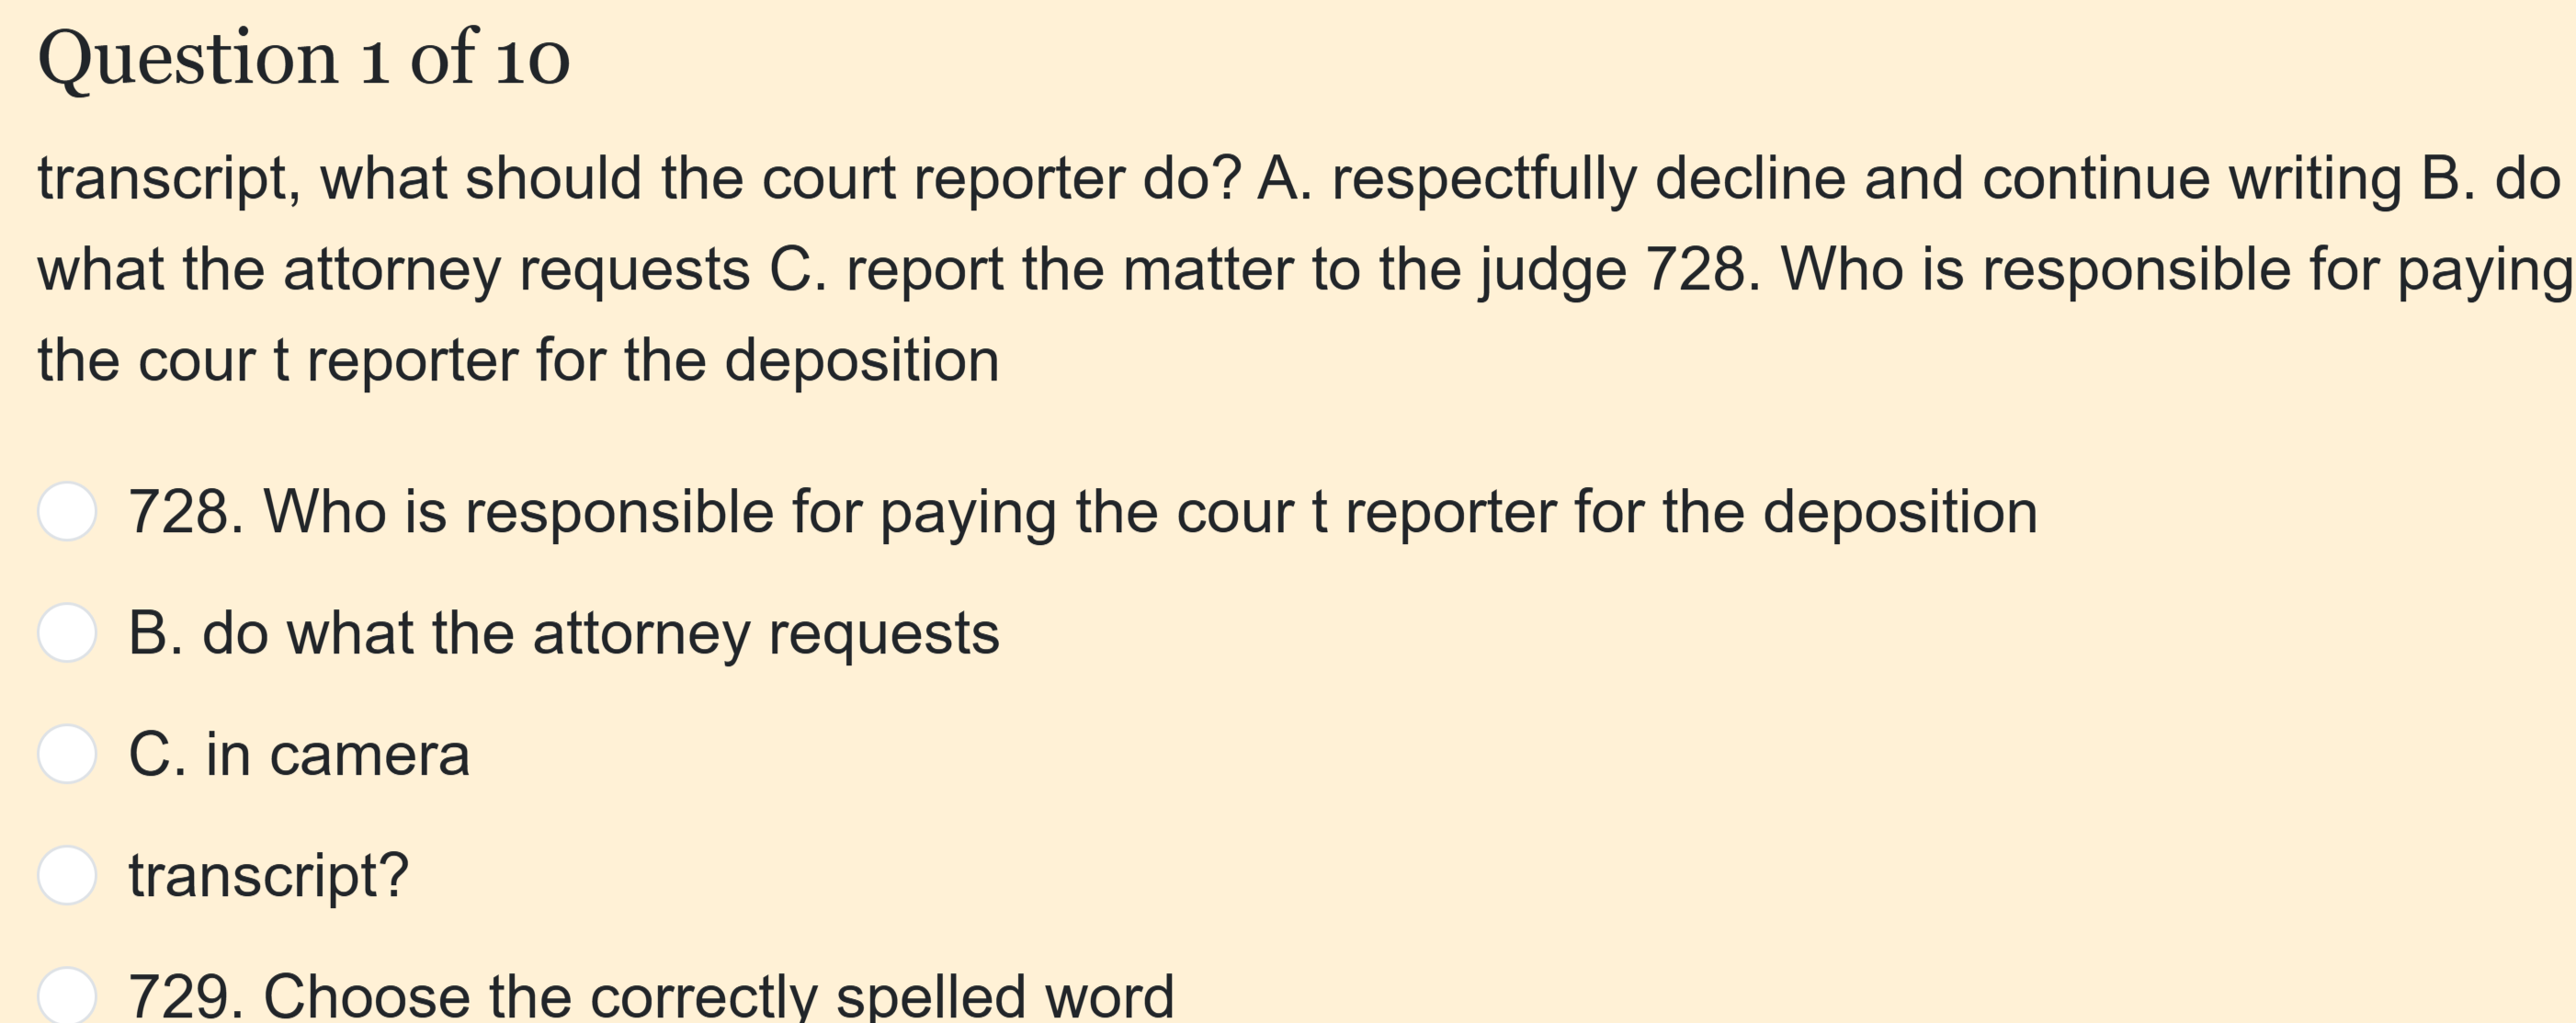 Question 1 of 10
transcript, what should the court reporter do? A. respectfully decline and continue writing B. do
what the attorney requests C. report the matter to the judge 728. Who is responsible for paying
the cour t reporter for the deposition
728. Who is responsible for paying the cour t reporter for the deposition
B. do what the attorney requests
C. in camera
transcript?
729. Choose the correctly spelled word